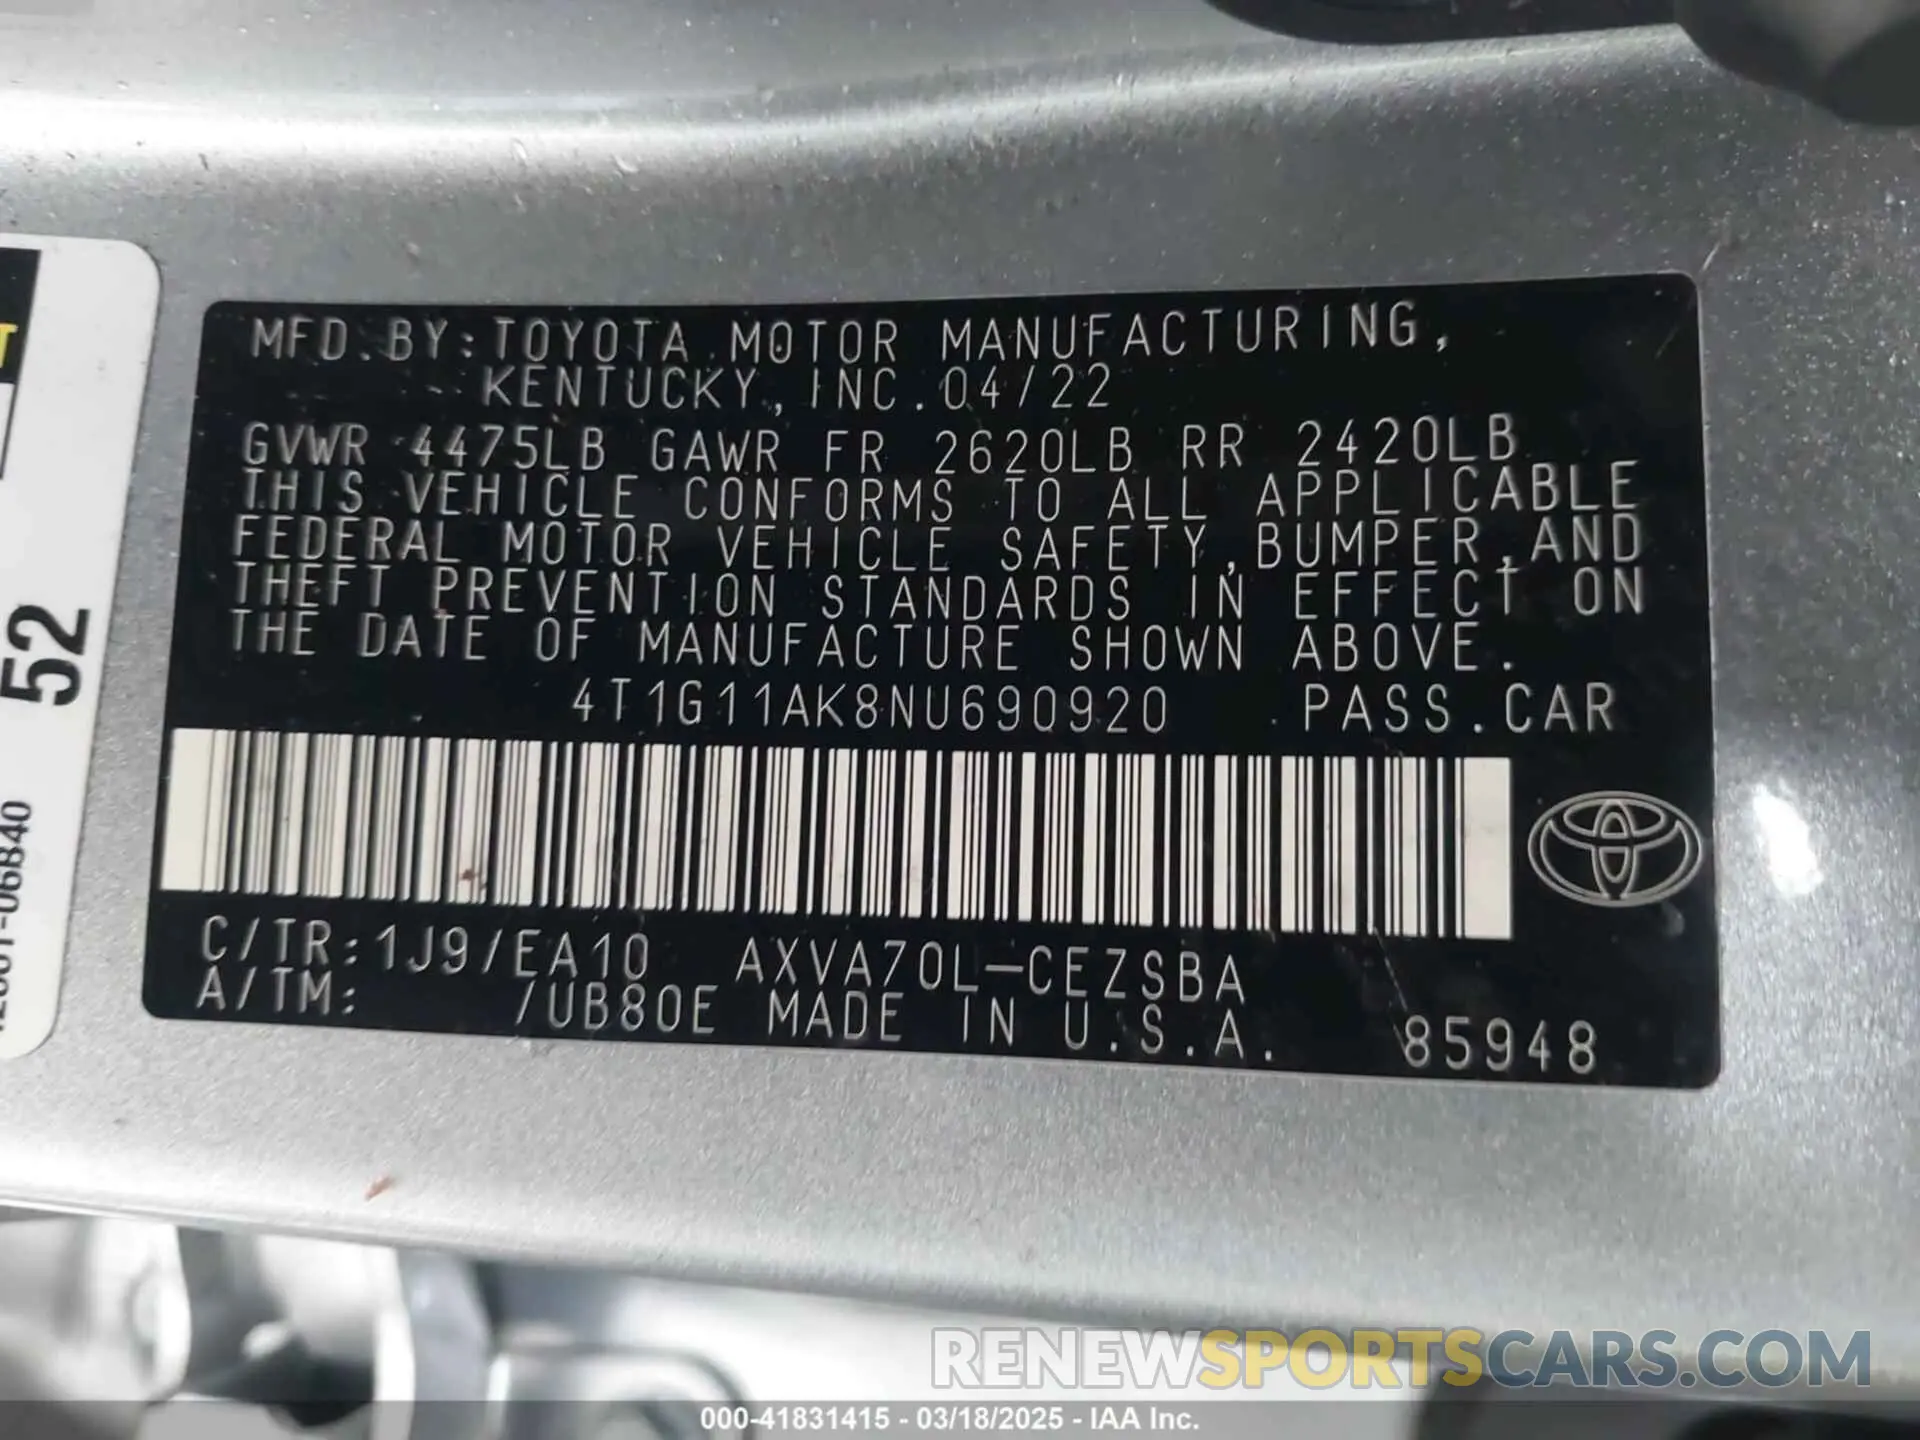 MFD. BY: TOYOTA MOTOR MANUFACTURING,
KENTUCKY, INC. 04/22
GVWR 4475LB GAWR FR 2620LB RR 2420LB
THIS VEHICLE CONFORMS TO ALL APPLICABLE
FEDERAL MOTOR VEHICLE SAFETY, BUMPER, AND
THEFT PREVENTION STANDARDS IN EFFECT ON
THE DATE OF MANUFACTURE SHOWN ABOVE.
4T1G11AK8NU690920 PASS. CAR
C/TR: 1J9/EA10 AXVA70L-CEZSBA
A/TM: /UB80E MADE IN U.S.A. 85948
52
RENEWSPORTSCARS.COM
000-41831415 - 03/18/2025 - IAA Inc.